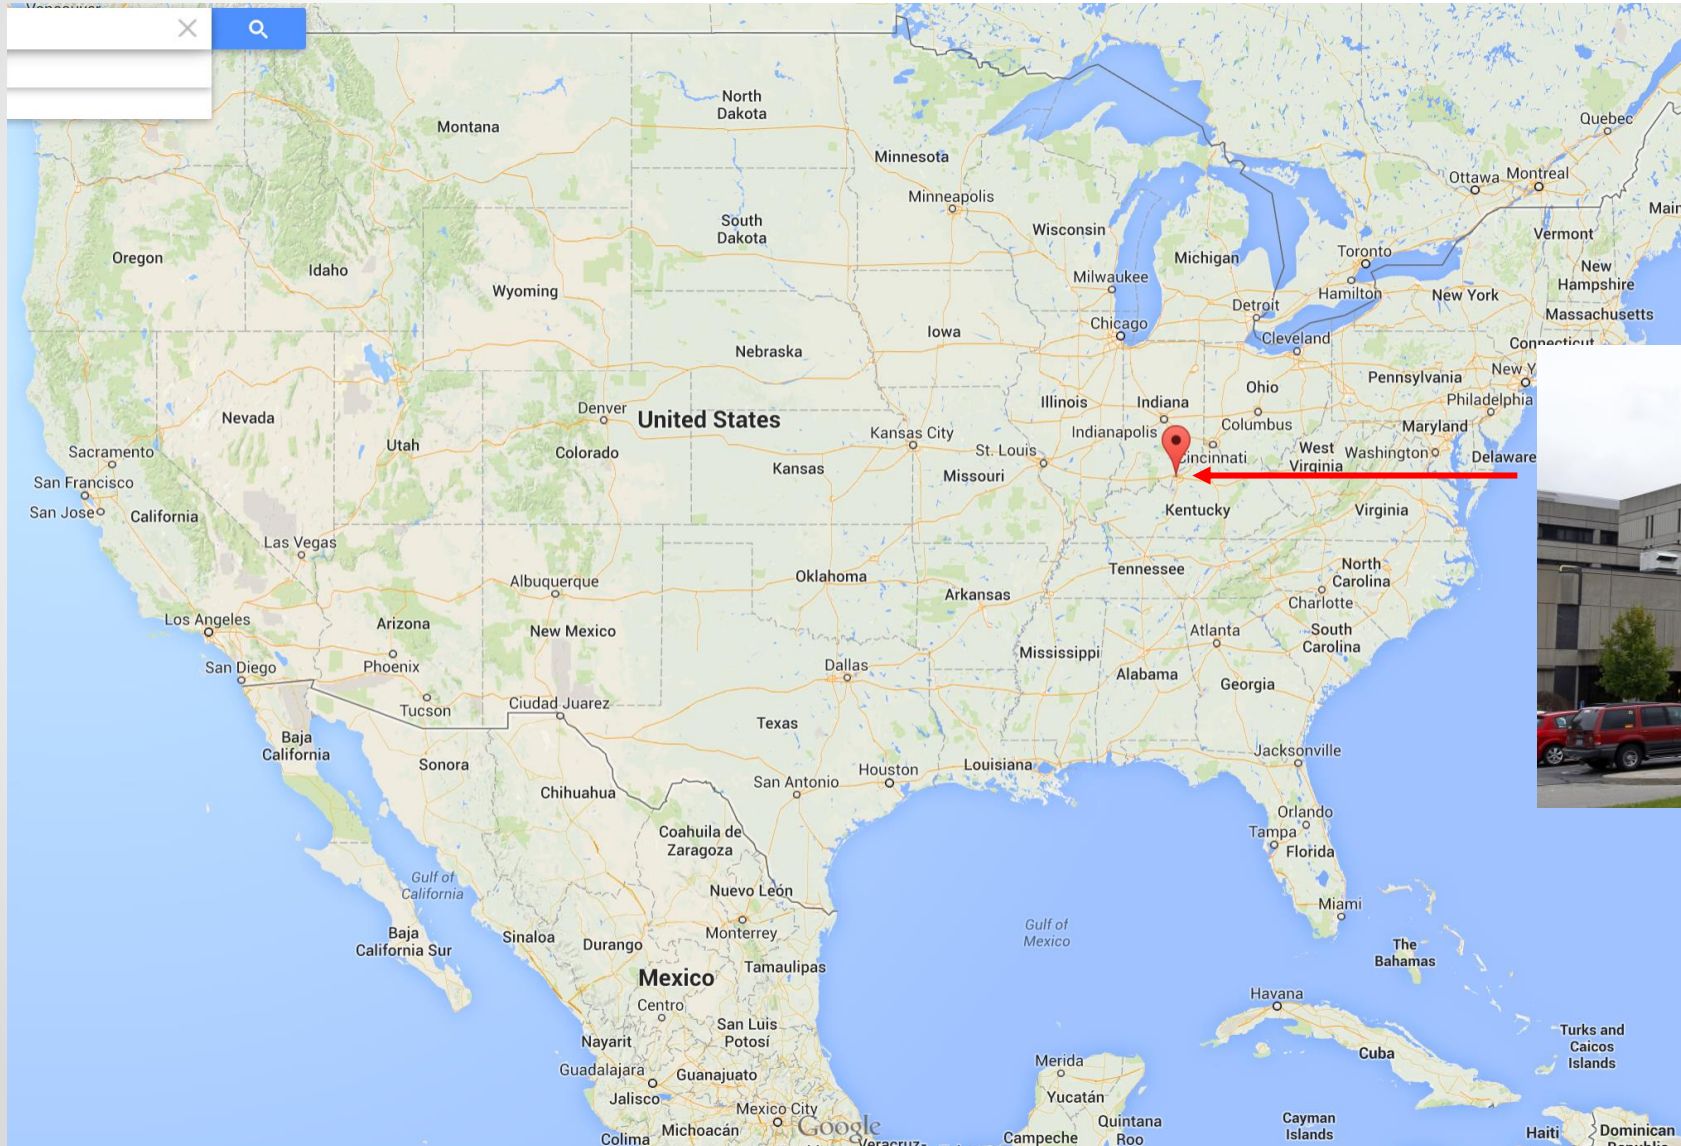 Vancouver
North
Dakota
Montana
Minnesota
Quebec
Ottawa
Montreal
Minneapolis
South
Dakota
Wisconsin
Michigan
Toronto
Vermont
Oregon
Idaho
Wyoming
Milwaukee
Hamilton
New York
New
Hampshire
Detroit
Massachusetts
Chicago
Cleveland
Iowa
Connecticut
Nebraska
Pennsylvania
New Y
Ohio
Illinois
Indiana
Philadelphia
Denver
United States
Nevada
Columbus
Maryland
Kansas City
Indianapolis
Utah
Colorado
St. Louis
Cincinnati
West
Virginia
Washington
Delaware
Sacramento
Kansas
Missouri
San Francisco
San Jose
California
Kentucky
Virginia
Las Vegas
Albuquerque
Oklahoma
Tennessee
North
Carolina
Arkansas
Charlotte
Los Angeles
Arizona
New Mexico
Atlanta
South
Carolina
San Diego
Phoenix
Dallas
Mississippi
Alabama
Georgia
Tucson
Ciudad Juarez
Texas
Baja
California
Sonora
Chihuahua
San Antonio
Houston
Louisiana
Jacksonville
Coahuila de
Zaragoza
Orlando
Tampa
Florida
Gulf of
California
Nuevo León
Miami
Baja
California Sur
Sinaloa
Durango
Monterrey
Gulf of
Mexico
The
Bahamas
Mexico
Tamaulipas
Centro
San Luis
Potosí
Havana
Nayarit
Turks and
Caicos
Islands
Cuba
Guadalajara
Guanajuato
Merida
Jalisco
Yucatán
Mexico City
Google
Colima
Michoacán
Veracruz
Campeche
Quintana
Roo
Cayman
Islands
Haiti
Dominican